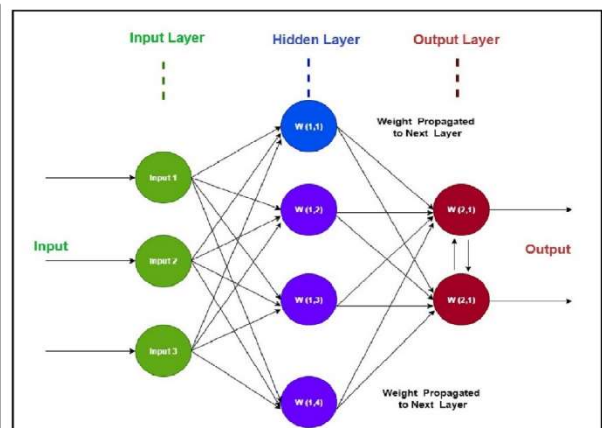 Input Layer
Hidden Layer
Output Layer
W (1,1)
Weight Propagated
to Next Layer
Input 1
W (1,2)
W (2,1)
Input
Input 2
Output
W (1,3)
W (2,1)
Input 3
W (1,4)
Weight Propagated
to Next Layer